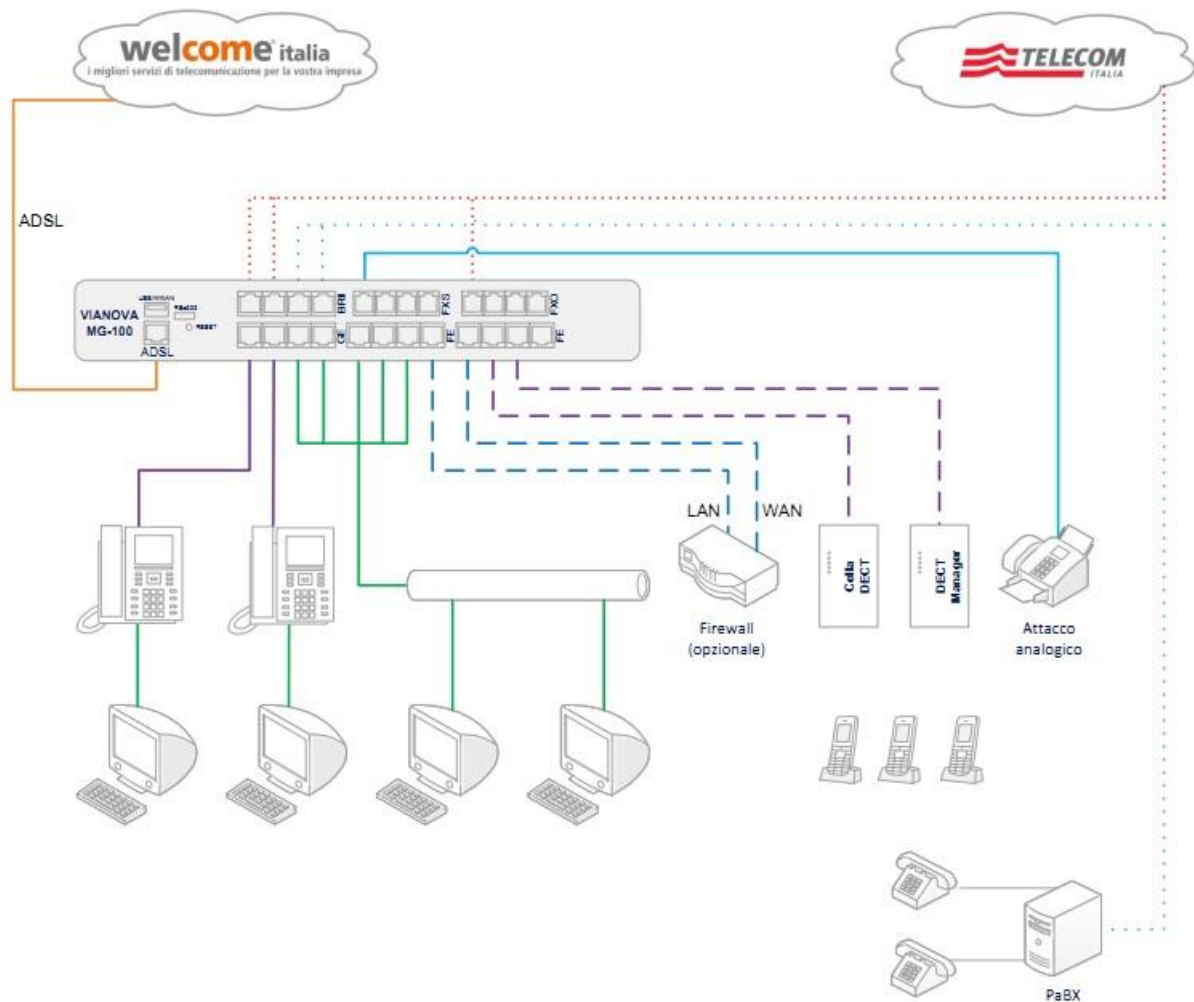 welcome italia
i migliori servizi di telecomunicazione per la vostra impresa
TELECOM
ITALIA
ADSL
VIANOVA
MG-100
RESET
ADSL
BRI
FXS
FXO
GE
FE
FE
LAN
WAN
Firewall
(opzionale)
Cella
DECT
DECT
Manager
Attacco
analogico
PaBX